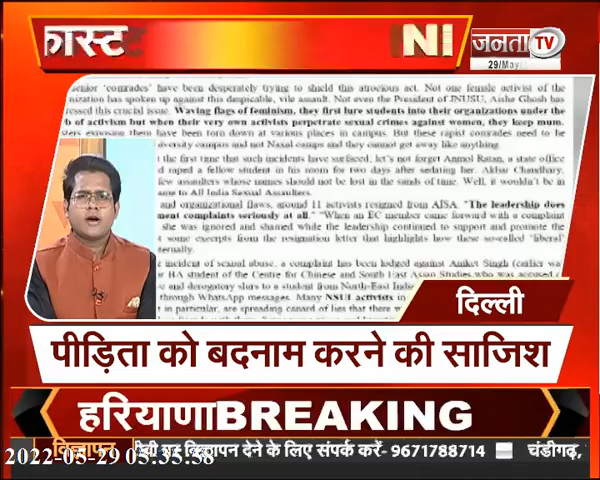 फास्ट NI जनता TV
29/May/
senior 'comrades' have been desperately trying to shield this atrocious act. Not one female activist of the
nization has spoken up against this despicable, vile assault. Not even the President of JNUSU, Aishe Ghosh has
ressed this crucial issue. Waving flags of feminism, they first lure students into their organizations under the
b of activism but when their very own activists perpetrate sexual crimes against women, they keep mum.
sters exposing them have been torn down at various places in campus. But these rapist comrades need to be
iversity campus and not Naxal camps and they cannot get away like anything
the first time that such incidents have surfaced, let's not forget Anmol Ratan, a state office
d raped a fellow student in his room for two days after sedating her. Akbar Chaudhary,
few assaulters whose names should not be lost in the sands of time. Well, it wouldn't be in
ame to All India Sexual Assaulters.
and organizational flaws, around 11 activists resigned from AISA. "The leadership does
ment complaints seriously at all." "When an EC member came forward with a complaint
she was ignored and shamed while the leadership continued to support and promote the
t some excerpts from the resignation letter that highlights how these so-called 'liberal'
ternally.
e incident of sexual abuse, a complaint has been lodged against Aniket Singh (earlier wa
r BA student of the Centre for Chinese and South East Asian Studies who was accused o
e and derogatory slurs to a student from North-East Indi
through WhatsApp messages. Many NSUI activists in
t in particular, are spreading canard of lies that there w
दिल्ली
पीड़िता को बदनाम करने की साजिश
हरियाणा BREAKING
विज्ञापन टीवी पर विज्ञापन देने के लिए संपर्क करें- 9671788714 चंडीगढ़,
2022-05-29 05:35:58